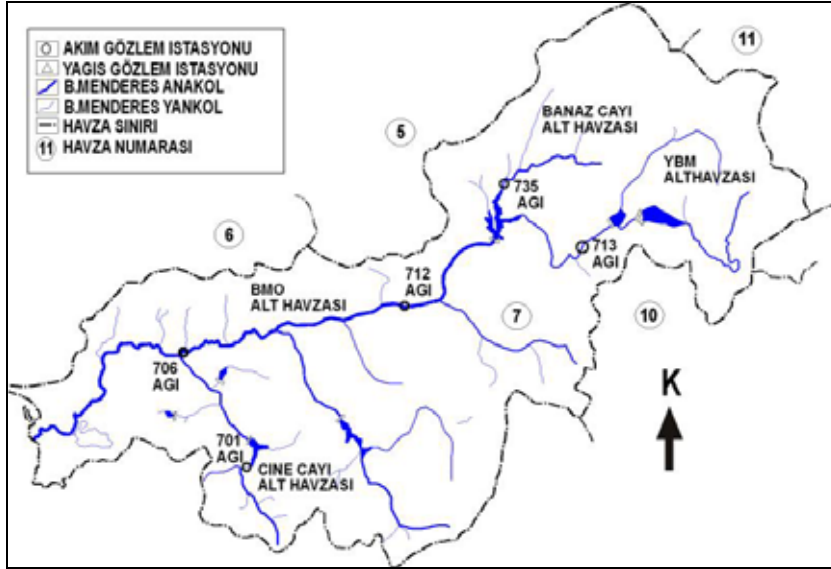 AKIM GÖZLEM ISTASYONU
YAGIS GÖZLEM ISTASYONU
B.MENDERES ANAKOL
B.MENDERES YANKOL
HAVZA SINIRI
11 HAVZA NUMARASI
11
5
BANAZ CAYI
ALT HAVZASI
YBM
ALTHAVZASI
735
AGI
6
713
AGI
712
AGI
BMO
ALT HAVZASI
7
10
706
AGI
K
701
AGI
CINE CAYI
ALT HAVZASI